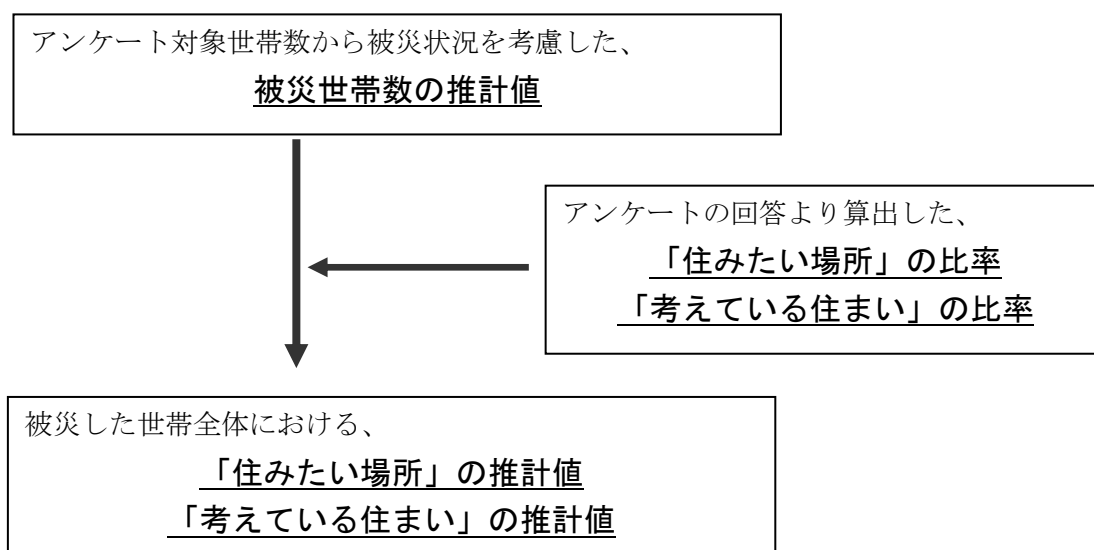 アンケート対象世帯数から被災状況を考慮した、
被災世帯数の推計値
アンケートの回答より算出した、
「住みたい場所」の比率
「考えている住まい」の比率
被災した世帯全体における、
「住みたい場所」の推計値
「考えている住まい」の推計値